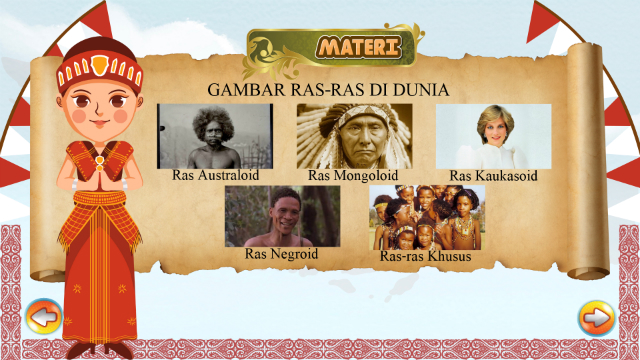 MATERI
GAMBAR RAS-RAS DI DUNIA
Ras Australoid
Ras Mongoloid
Ras Kaukasoid
Ras Negroid
Ras-ras Khusus